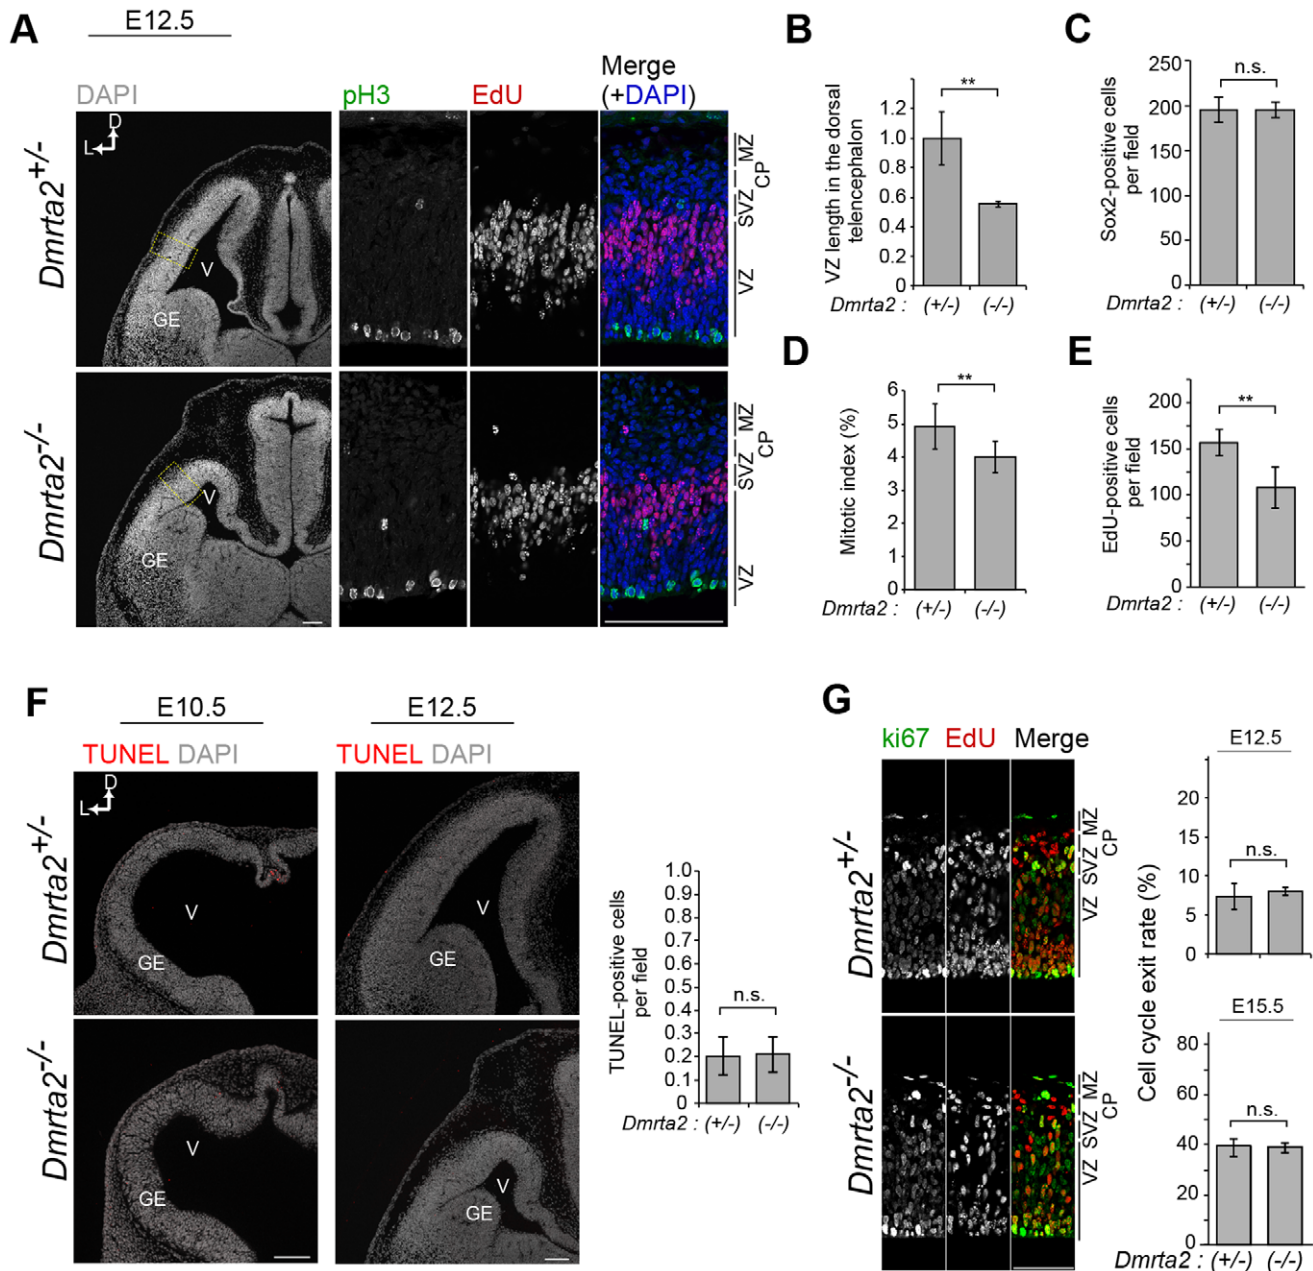 A
E12.5
DAPI
pH3
EdU
Merge
(+DAPI)
Dmrta2+/-
D
L
V
GE
MZ
CP
SVZ
VZ
Dmrta2-/-
V
GE
MZ
CP
SVZ
VZ
B
VZ length in the dorsal
telencephalon
**
1.2
1.0
0.8
0.6
0.4
0.2
0
Dmrta2 : (+/-) (-/-)
C
Sox2-positive cells
per field
n.s.
250
200
150
100
50
0
Dmrta2 : (+/-) (-/-)
D
Mitotic index (%)
**
6
5
4
3
2
1
0
Dmrta2 : (+/-) (-/-)
E
EdU-positive cells
per field
**
200
150
100
50
0
Dmrta2 : (+/-) (-/-)
F
E10.5
E12.5
TUNEL DAPI
TUNEL DAPI
Dmrta2+/-
D
L
V
GE
V
GE
Dmrta2-/-
V
GE
V
GE
TUNEL-positive cells
per field
n.s.
1.0
0.9
0.8
0.7
0.6
0.5
0.4
0.3
0.2
0.1
0
Dmrta2 : (+/-) (-/-)
G
ki67
EdU
Merge
Dmrta2+/-
MZ
CP
SVZ
VZ
Dmrta2-/-
MZ
CP
SVZ
VZ
Cell cycle exit rate (%)
E12.5
n.s.
20
15
10
5
0
E15.5
n.s.
80
60
40
20
0
Dmrta2 : (+/-) (-/-)